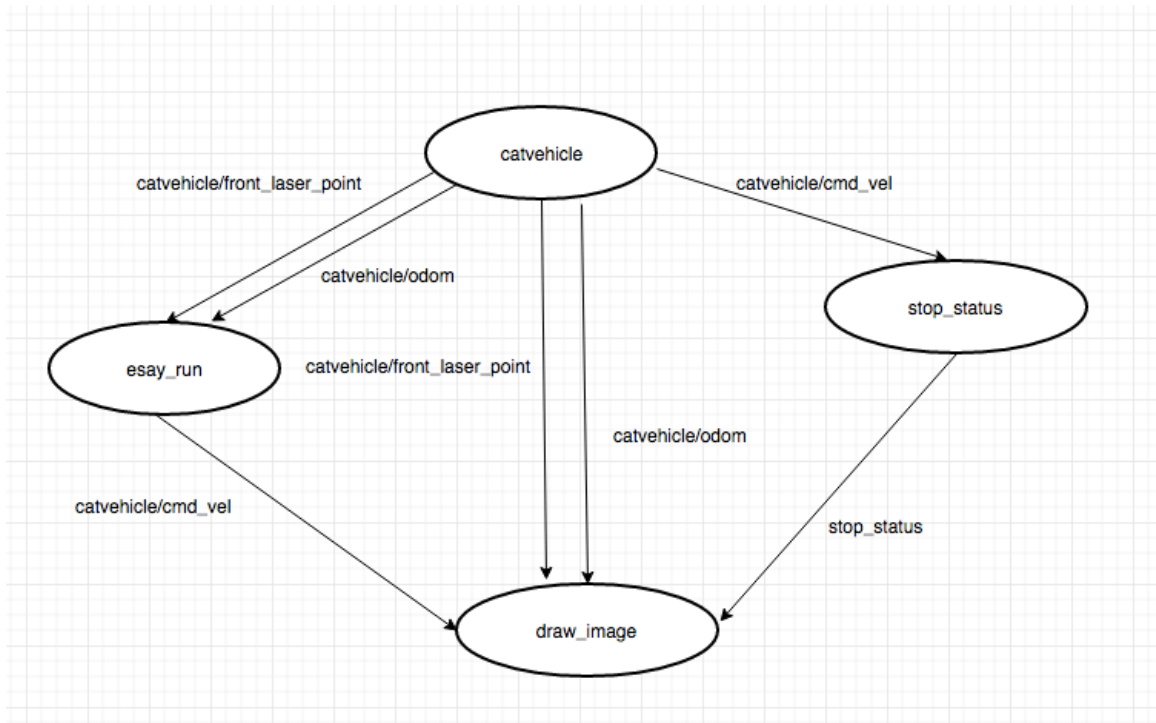 catvehicle
catvehicle/front_laser_point
catvehicle/cmd_vel
catvehicle/odom
stop_status
esay_run
catvehicle/front_laser_point
catvehicle/odom
catvehicle/cmd_vel
stop_status
draw_image